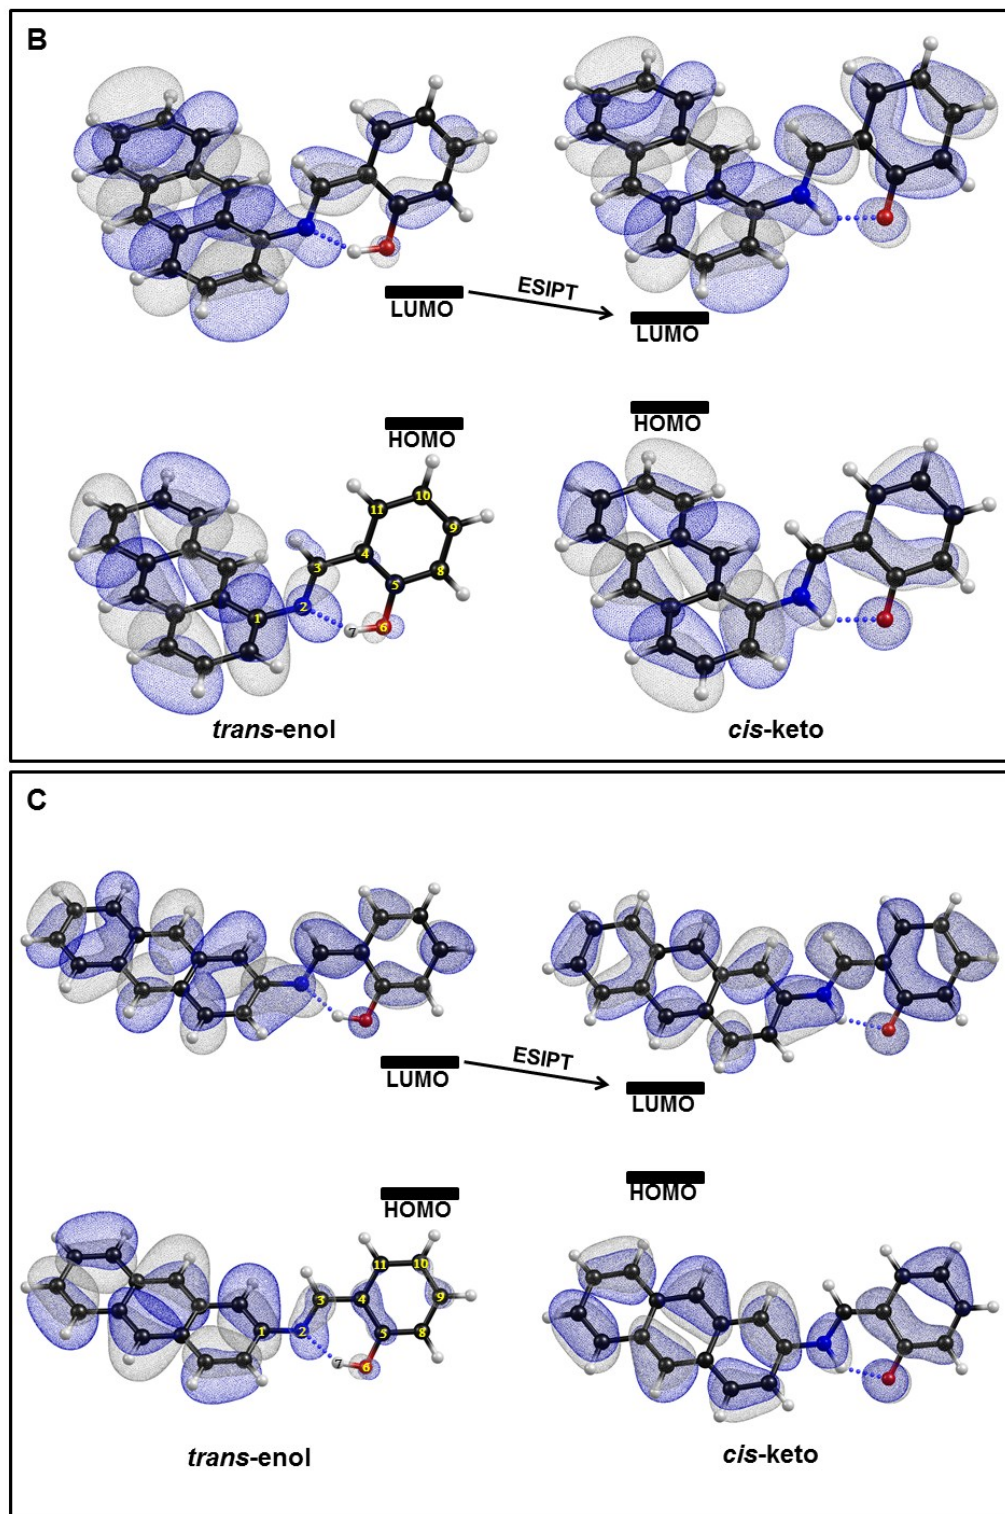 B
ESIPT
LUMO
LUMO
HOMO
HOMO
10
11
9
4
3
8
5
1
2
7
6
trans-enol
cis-keto
C
ESIPT
LUMO
LUMO
HOMO
HOMO
11
10
3
4
9
1
2
5
8
7
6
trans-enol
cis-keto